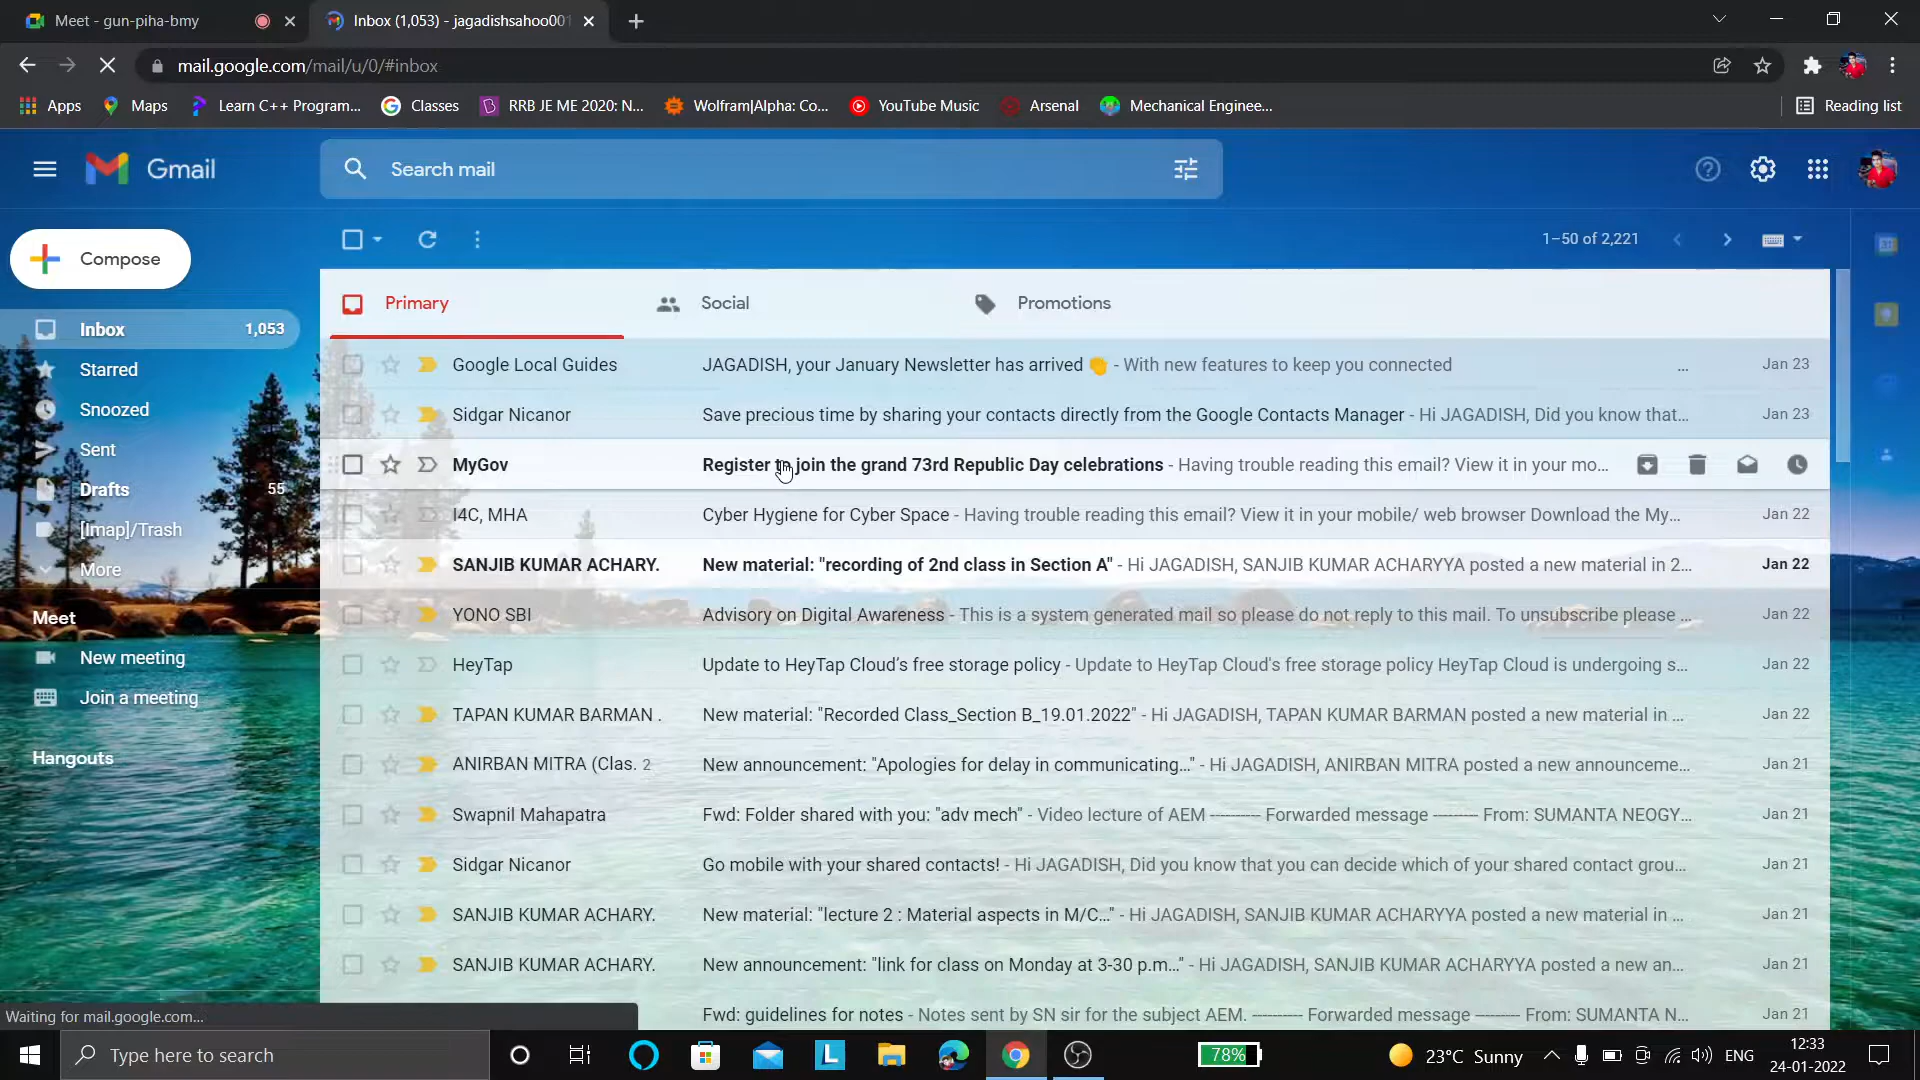 Meet - gun-piha-bmy
Inbox (1,053) - jagadishsahoo001
mail.google.com/mail/u/0/#inbox
Apps Maps Learn C++ Program... Classes RRB JE ME 2020: N... Wolfram|Alpha: Co... YouTube Music Arsenal Mechanical Enginee... Reading list
Gmail
Search mail
Compose
1–50 of 2,221
Inbox 1,053
Starred
Snoozed
Sent
Drafts 55
[Imap]/Trash
More
Meet
New meeting
Join a meeting
Hangouts
Primary Social Promotions
Google Local Guides JAGADISH, your January Newsletter has arrived 👏 - With new features to keep you connected ... Jan 23
Sidgar Nicanor Save precious time by sharing your contacts directly from the Google Contacts Manager - Hi JAGADISH, Did you know that... Jan 23
MyGov Register to join the grand 73rd Republic Day celebrations - Having trouble reading this email? View it in your mo...
I4C, MHA Cyber Hygiene for Cyber Space - Having trouble reading this email? View it in your mobile/ web browser Download the My... Jan 22
SANJIB KUMAR ACHARY. New material: "recording of 2nd class in Section A" - Hi JAGADISH, SANJIB KUMAR ACHARYYA posted a new material in 2... Jan 22
YONO SBI Advisory on Digital Awareness - This is a system generated mail so please do not reply to this mail. To unsubscribe please ... Jan 22
HeyTap Update to HeyTap Cloud's free storage policy - Update to HeyTap Cloud's free storage policy HeyTap Cloud is undergoing s... Jan 22
TAPAN KUMAR BARMAN . New material: "Recorded Class_Section B_19.01.2022" - Hi JAGADISH, TAPAN KUMAR BARMAN posted a new material in ... Jan 22
ANIRBAN MITRA (Clas. 2 New announcement: "Apologies for delay in communicating..." - Hi JAGADISH, ANIRBAN MITRA posted a new announceme... Jan 21
Swapnil Mahapatra Fwd: Folder shared with you: "adv mech" - Video lecture of AEM ---------- Forwarded message --------- From: SUMANTA NEOGY... Jan 21
Sidgar Nicanor Go mobile with your shared contacts! - Hi JAGADISH, Did you know that you can decide which of your shared contact grou... Jan 21
SANJIB KUMAR ACHARY. New material: "lecture 2 : Material aspects in M/C..." - Hi JAGADISH, SANJIB KUMAR ACHARYYA posted a new material in ... Jan 21
SANJIB KUMAR ACHARY. New announcement: "link for class on Monday at 3-30 p.m..." - Hi JAGADISH, SANJIB KUMAR ACHARYYA posted a new an... Jan 21
Fwd: guidelines for notes - Notes sent by SN sir for the subject AEM. ---------- Forwarded message --------- From: SUMANTA N... Jan 21
Waiting for mail.google.com...
Type here to search
78%
23°C Sunny
ENG
12:33
24-01-2022